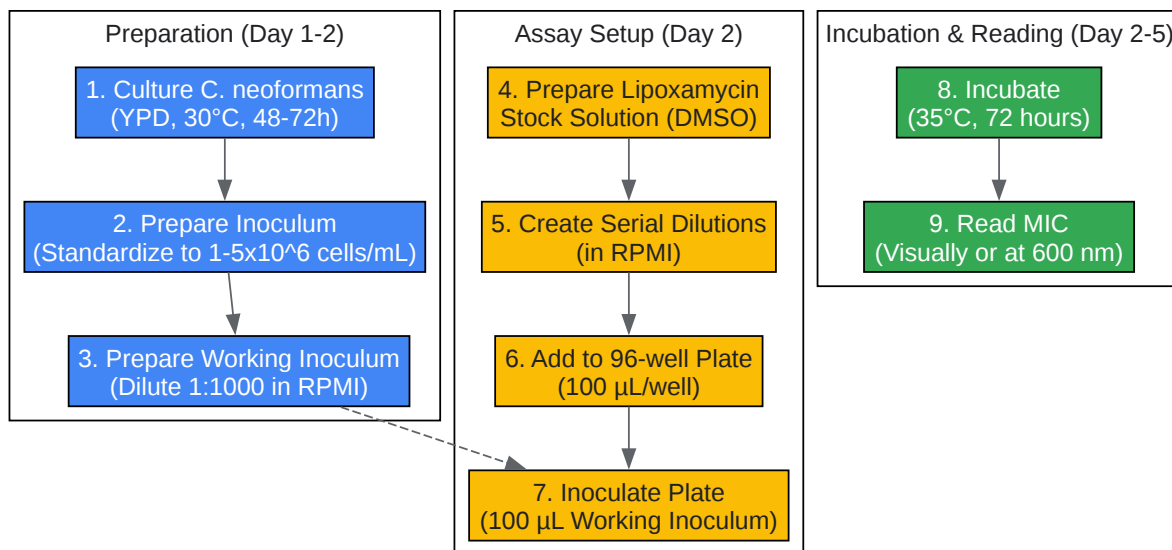 Preparation (Day 1-2)
1. Culture C. neoformans
(YPD, 30°C, 48-72h)
2. Prepare Inoculum
(Standardize to 1-5x10^6 cells/mL)
3. Prepare Working Inoculum
(Dilute 1:1000 in RPMI)
Assay Setup (Day 2)
4. Prepare Lipoxamycin
Stock Solution (DMSO)
5. Create Serial Dilutions
(in RPMI)
6. Add to 96-well Plate
(100 µL/well)
7. Inoculate Plate
(100 µL Working Inoculum)
Incubation & Reading (Day 2-5)
8. Incubate
(35°C, 72 hours)
9. Read MIC
(Visually or at 600 nm)